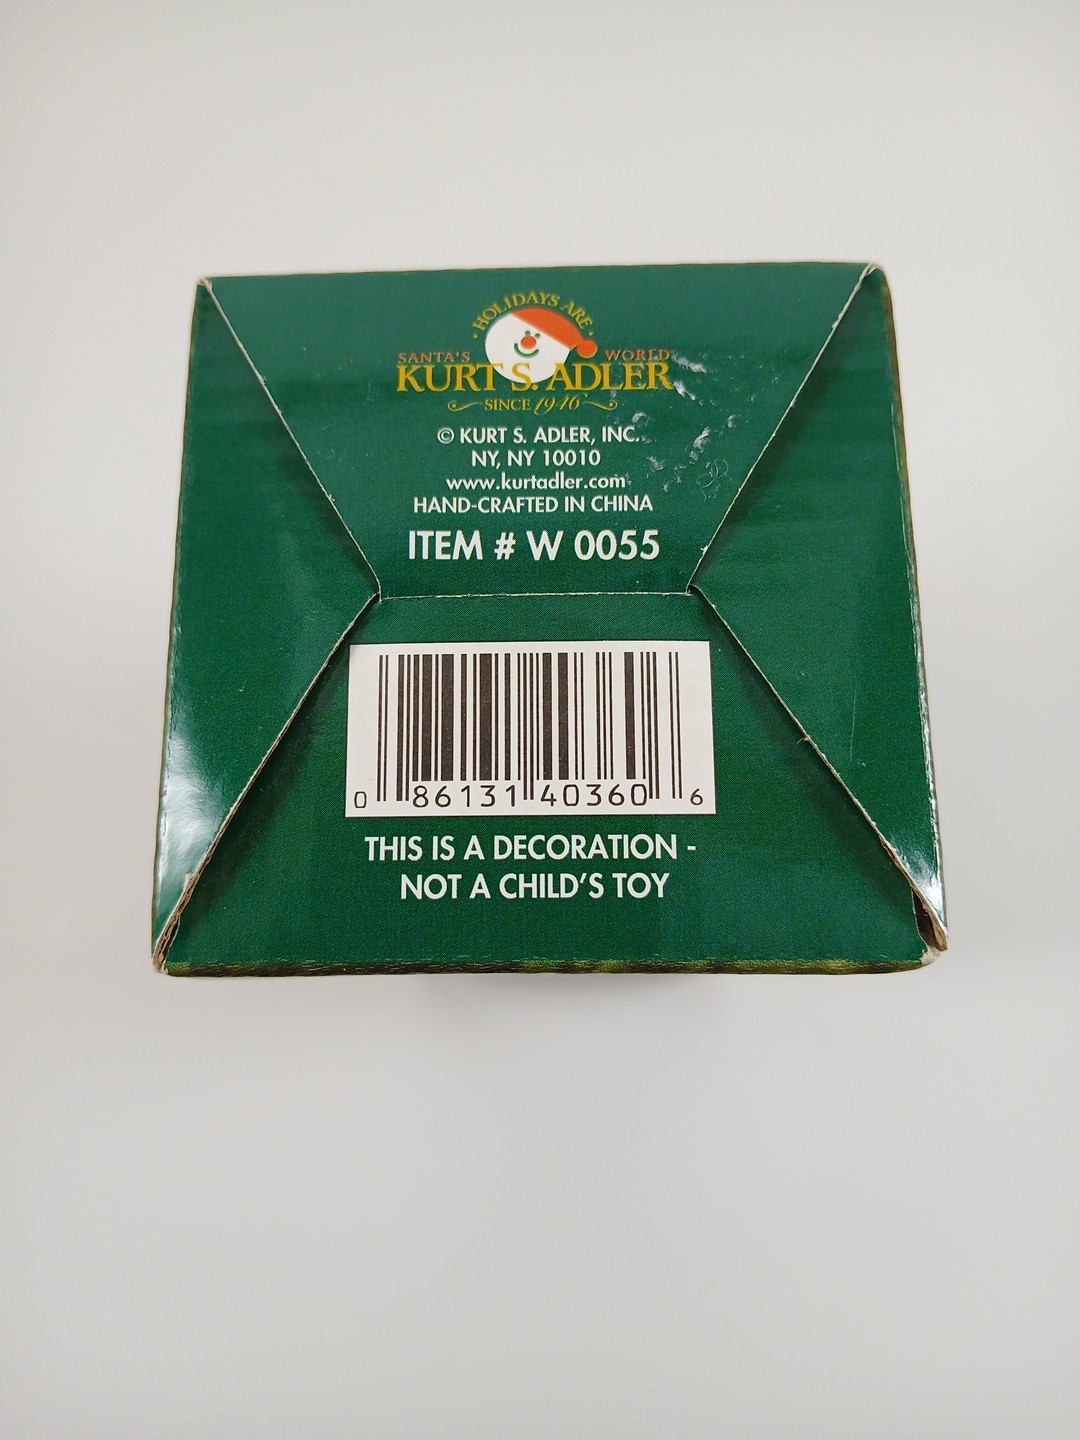 · HOLIDAYS ARE ·
SANTA'S WORLD
KURT S. ADLER
SINCE 1946
© KURT S. ADLER, INC.
NY, NY 10010
www.kurtadler.com
HAND-CRAFTED IN CHINA
ITEM # W 0055
0 86131 40360 6
THIS IS A DECORATION -
NOT A CHILD'S TOY